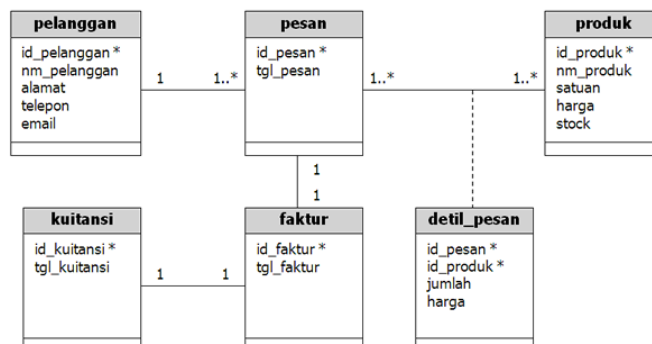 pelanggan
id_pelanggan *
nm_pelanggan
alamat
telepon
email
1
1..*
pesan
id_pesan *
tgl_pesan
1..*
1..*
produk
id_produk *
nm_produk
satuan
harga
stock
1
1
kuitansi
id_kuitansi *
tgl_kuitansi
1
1
faktur
id_faktur *
tgl_faktur
detil_pesan
id_pesan *
id_produk *
jumlah
harga